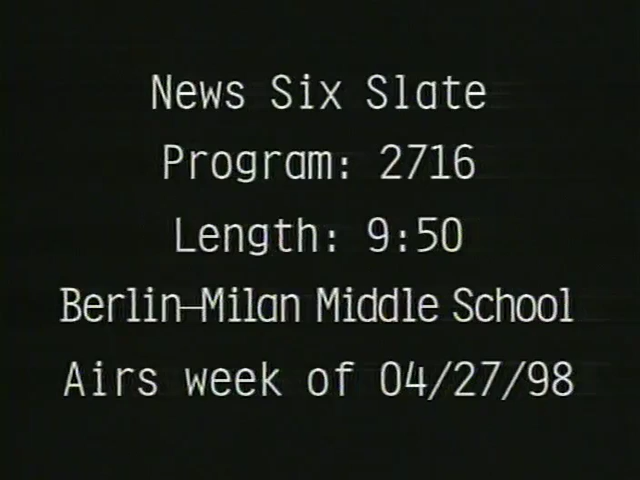 News Six Slate
Program: 2716
Length: 9:50
Berlin—Milan Middle School
Airs week of 04/27/98